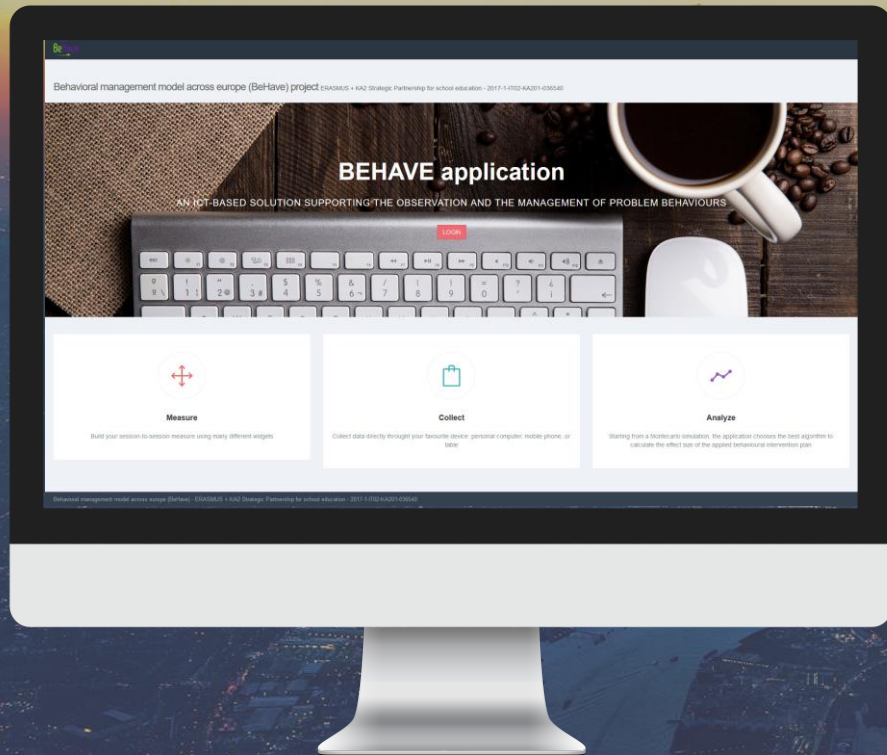 BeHave
Behavioral management model across europe (BeHave) project ERASMUS + KA2 Strategic Partnership for school education - 2017-1-IT02-KA201-036540
BEHAVE application
AN ICT-BASED SOLUTION SUPPORTING THE OBSERVATION AND THE MANAGEMENT OF PROBLEM BEHAVIOURS
LOGIN
Measure
Build your session-to-session measure using many different widgets
Collect
Collect data directly throught your favourite device: personal computer, mobile phone, or
table
Analyze
Starting from a Montecarlo simulation, the application chooses the best algorithm to
calculate the effect size of the applied behavioural intervention plan
Behavioral management model across europe (BeHave) - ERASMUS + KA2 Strategic Partnership for school education - 2017-1-IT02-KA201-036540